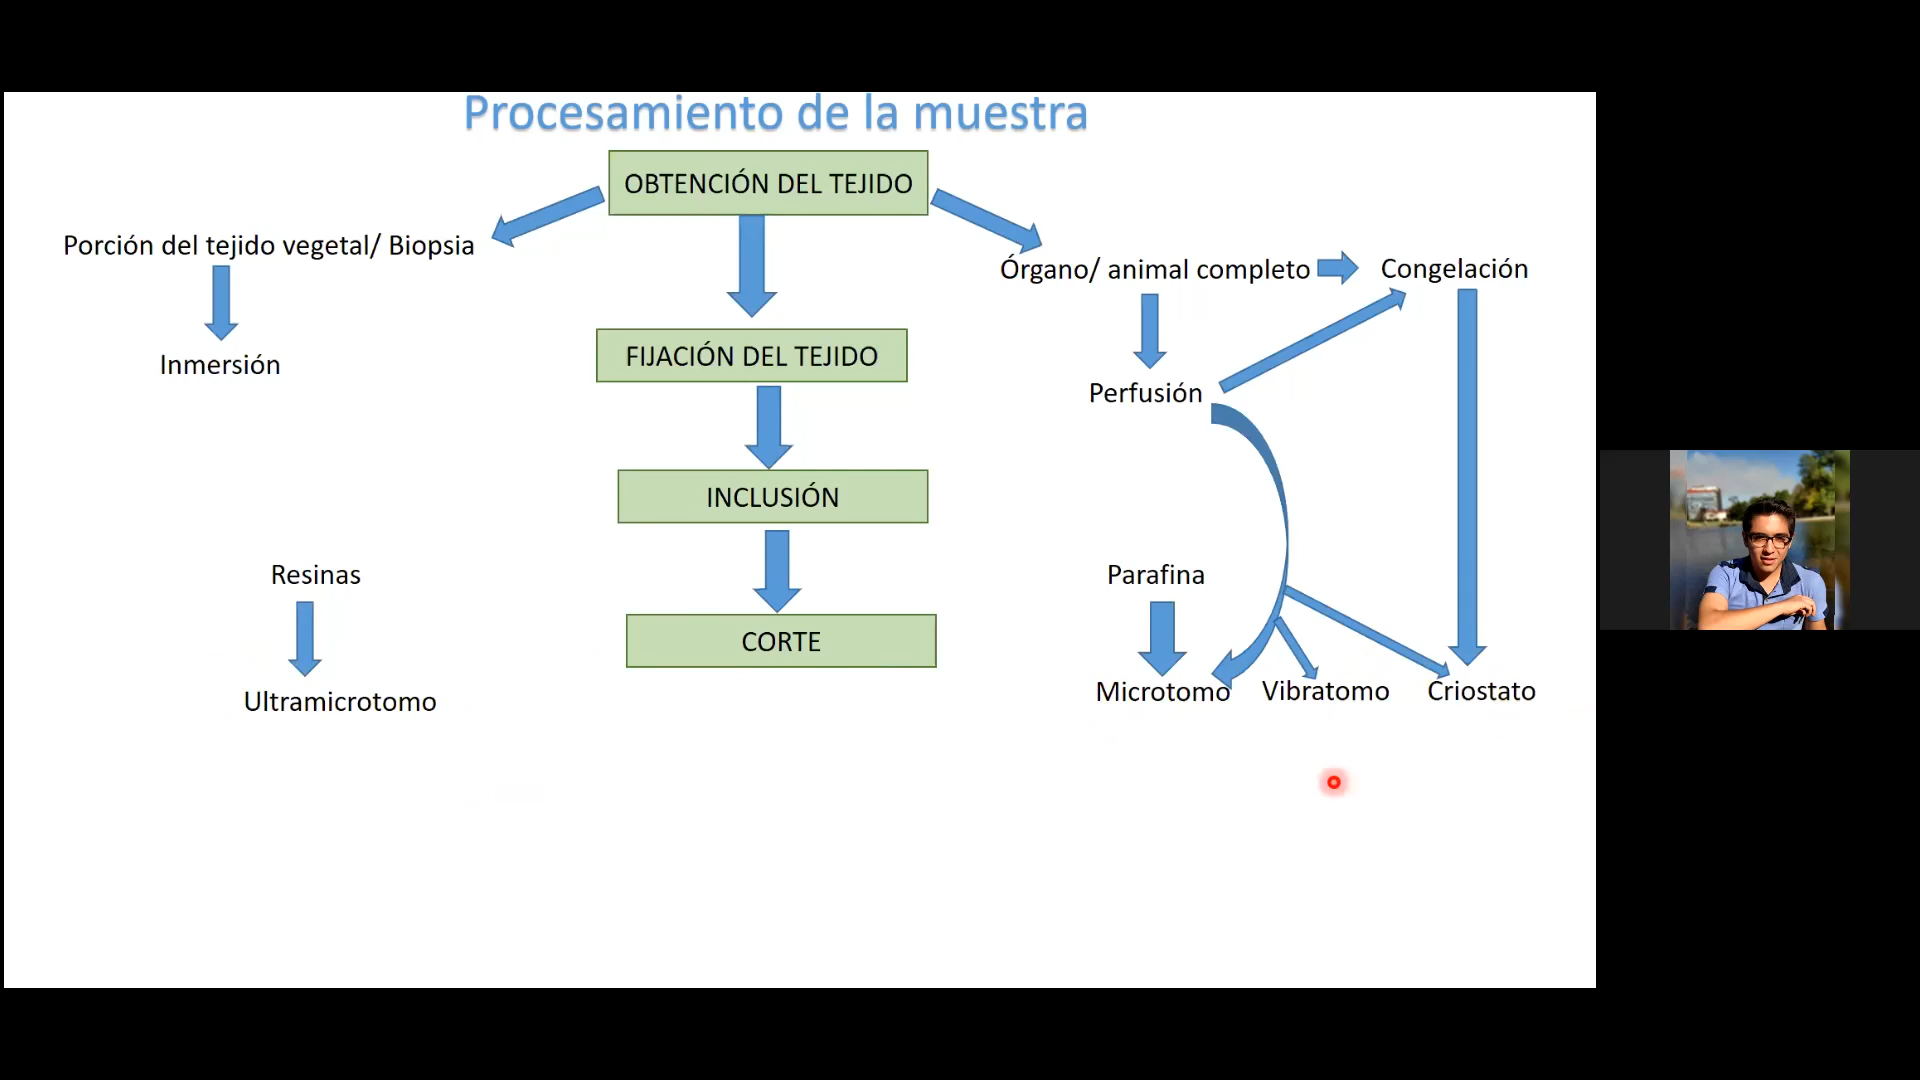 Procesamiento de la muestra
OBTENCIÓN DEL TEJIDO
Porción del tejido vegetal/ Biopsia
Órgano/ animal completo
Congelación
FIJACIÓN DEL TEJIDO
Inmersión
Perfusión
INCLUSIÓN
Resinas
Parafina
CORTE
Ultramicrotomo
Microtomo
Vibratomo
Criostato